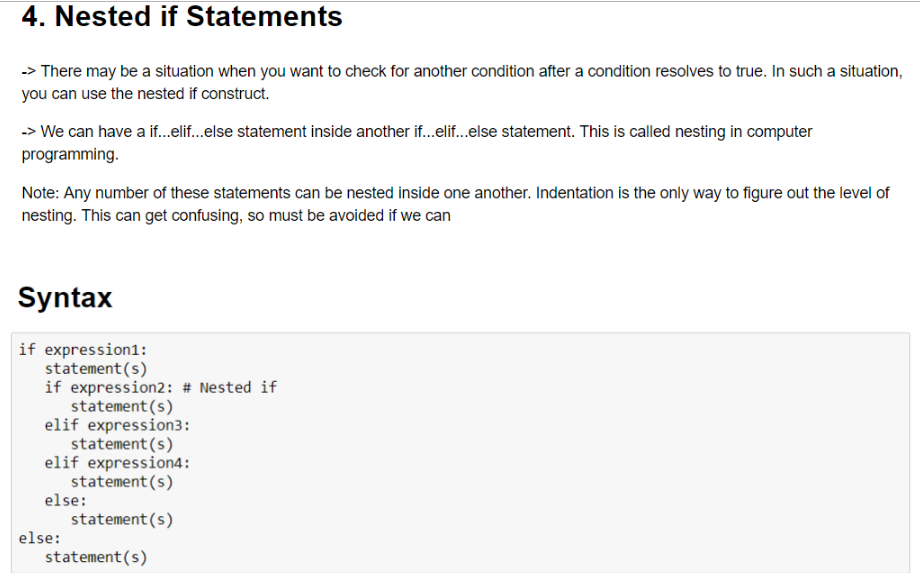 4. Nested if Statements
-> There may be a situation when you want to check for another condition after a condition resolves to true. In such a situation,
you can use the nested if construct.
-> We can have a if...elif...else statement inside another if...elif...else statement. This is called nesting in computer
programming.
Note: Any number of these statements can be nested inside one another. Indentation is the only way to figure out the level of
nesting. This can get confusing, so must be avoided if we can
Syntax
if expression1:
   statement(s)
   if expression2: # Nested if
      statement(s)
   elif expression3:
      statement(s)
   elif expression4:
      statement(s)
   else:
      statement(s)
else:
   statement(s)